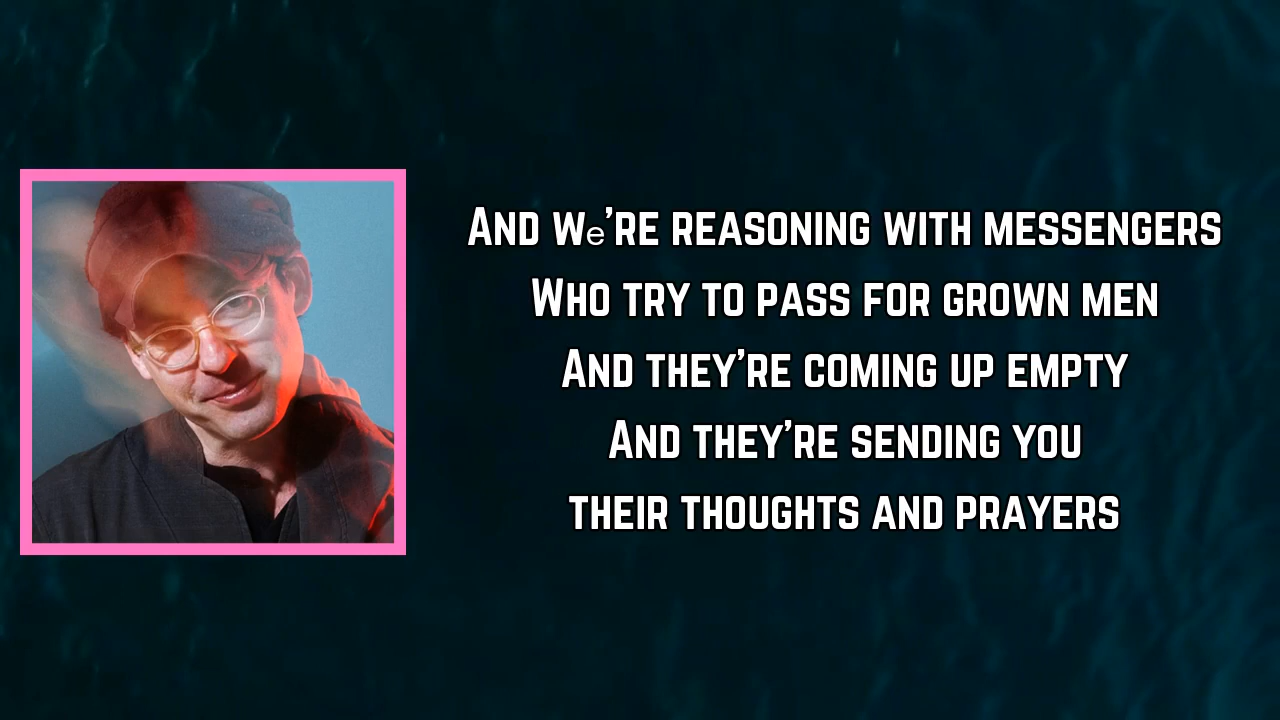 And we’re reasoning with messengers
Who try to pass for grown men
And they’re coming up empty
And they’re sending you
their thoughts and prayers